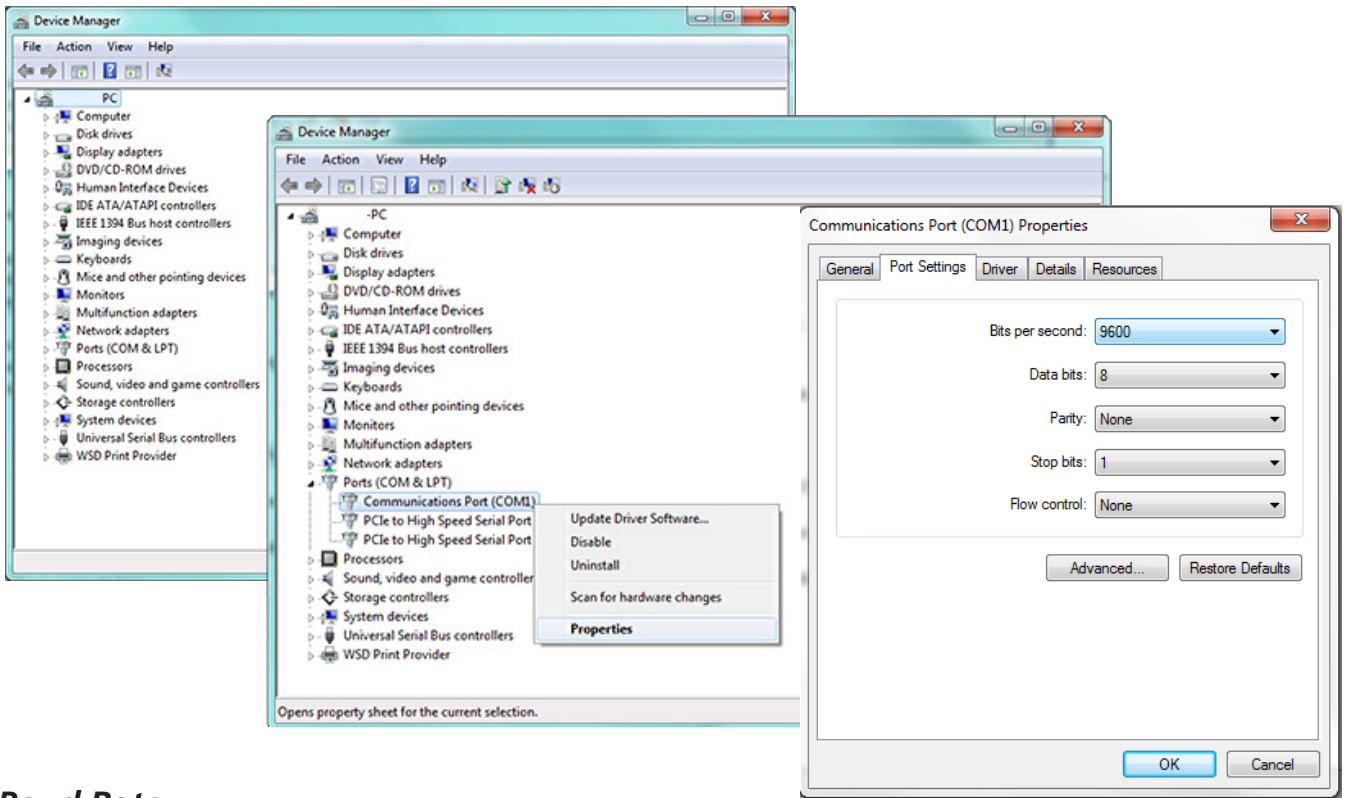 Device Manager
File Action View Help
PC
Computer
Disk drives
Display adapters
DVD/CD-ROM drives
Human Interface Devices
IDE ATA/ATAPI controllers
IEEE 1394 Bus host controllers
Imaging devices
Keyboards
Mice and other pointing devices
Monitors
Multifunction adapters
Network adapters
Ports (COM & LPT)
Processors
Sound, video and game controllers
Storage controllers
System devices
Universal Serial Bus controllers
WSD Print Provider
Device Manager
File Action View Help
-PC
Computer
Disk drives
Display adapters
DVD/CD-ROM drives
Human Interface Devices
IDE ATA/ATAPI controllers
IEEE 1394 Bus host controllers
Imaging devices
Keyboards
Mice and other pointing devices
Monitors
Multifunction adapters
Network adapters
Ports (COM & LPT)
Communications Port (COM1)
PCIe to High Speed Serial Port
PCIe to High Speed Serial Port
Processors
Sound, video and game controller
Storage controllers
System devices
Universal Serial Bus controllers
WSD Print Provider
Opens property sheet for the current selection.
Update Driver Software...
Disable
Uninstall
Scan for hardware changes
Properties
Communications Port (COM1) Properties
General Port Settings Driver Details Resources
Bits per second: 9600
Data bits: 8
Parity: None
Stop bits: 1
Flow control: None
Advanced... Restore Defaults
OK Cancel